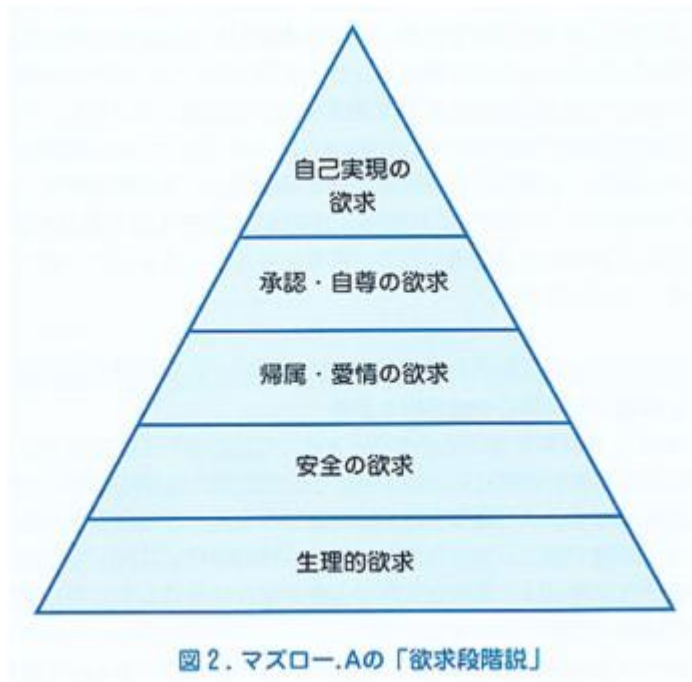 自己実現の
欲求
承認・自尊の欲求
帰属・愛情の欲求
安全の欲求
生理的欲求
図2. マズロー.Aの「欲求段階説」